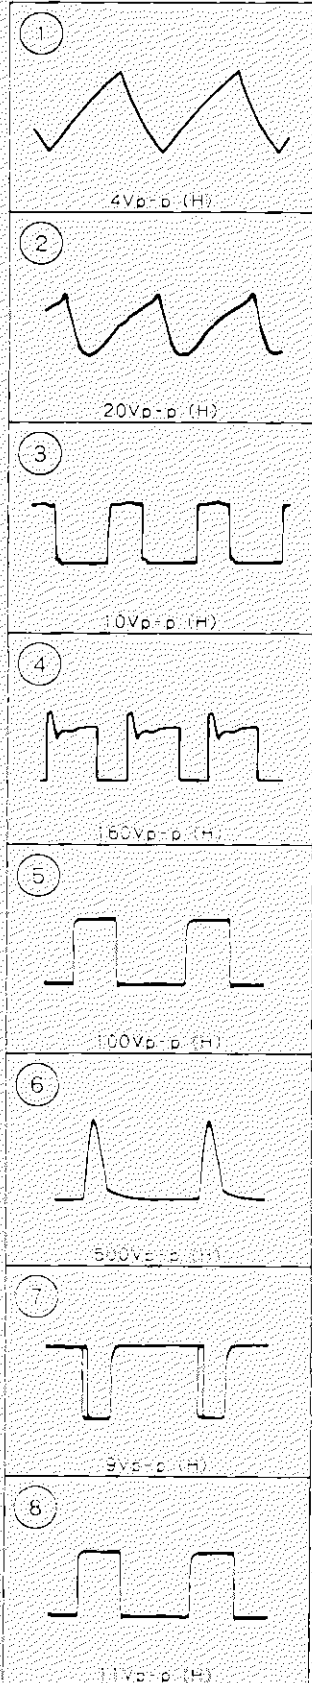 1
4Vp-p (H)
2
20Vp-p (H)
3
10Vp-p (H)
4
160Vp-p (H)
5
100Vp-p (H)
6
500Vp-p (H)
7
9Vp-p (H)
8
11Vp-p (H)